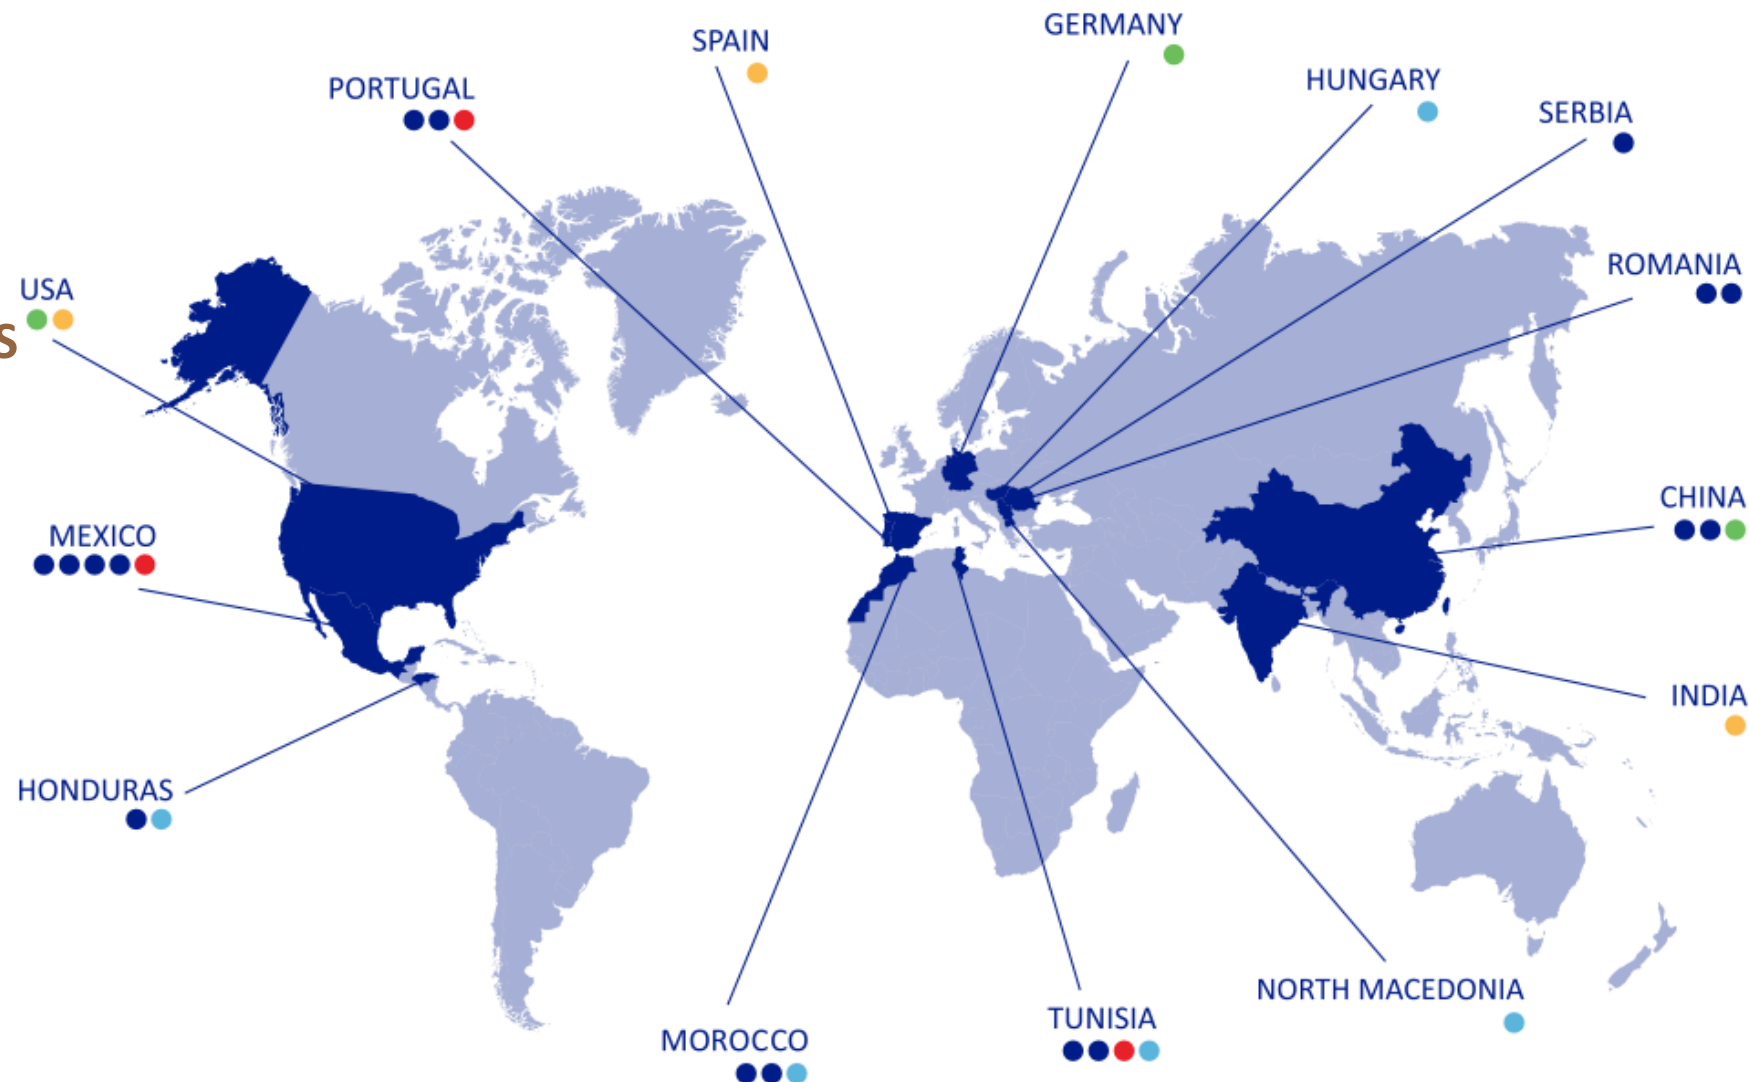 GERMANY
SPAIN
HUNGARY
PORTUGAL
SERBIA
ROMANIA
USA
S
CHINA
MEXICO
INDIA
HONDURAS
NORTH MACEDONIA
TUNISIA
MOROCCO